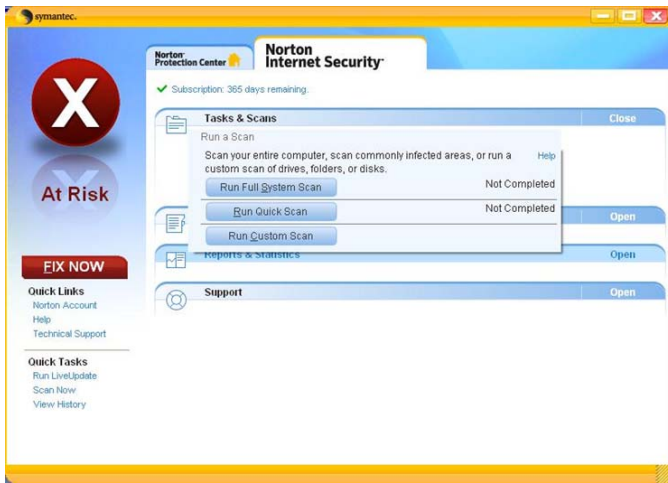 symantec.
Norton
Protection Center
Norton
Internet Security
Subscription: 365 days remaining.
X
At Risk
FIX NOW
Quick Links
Norton Account
Help
Technical Support
Quick Tasks
Run LiveUpdate
Scan Now
View History
Tasks & Scans Close
Run a Scan
Scan your entire computer, scan commonly infected areas, or run a Help
custom scan of drives, folders, or disks.
Run Full System Scan Not Completed
Run Quick Scan Not Completed
Run Custom Scan
Open
Reports & Statistics Open
Support Open